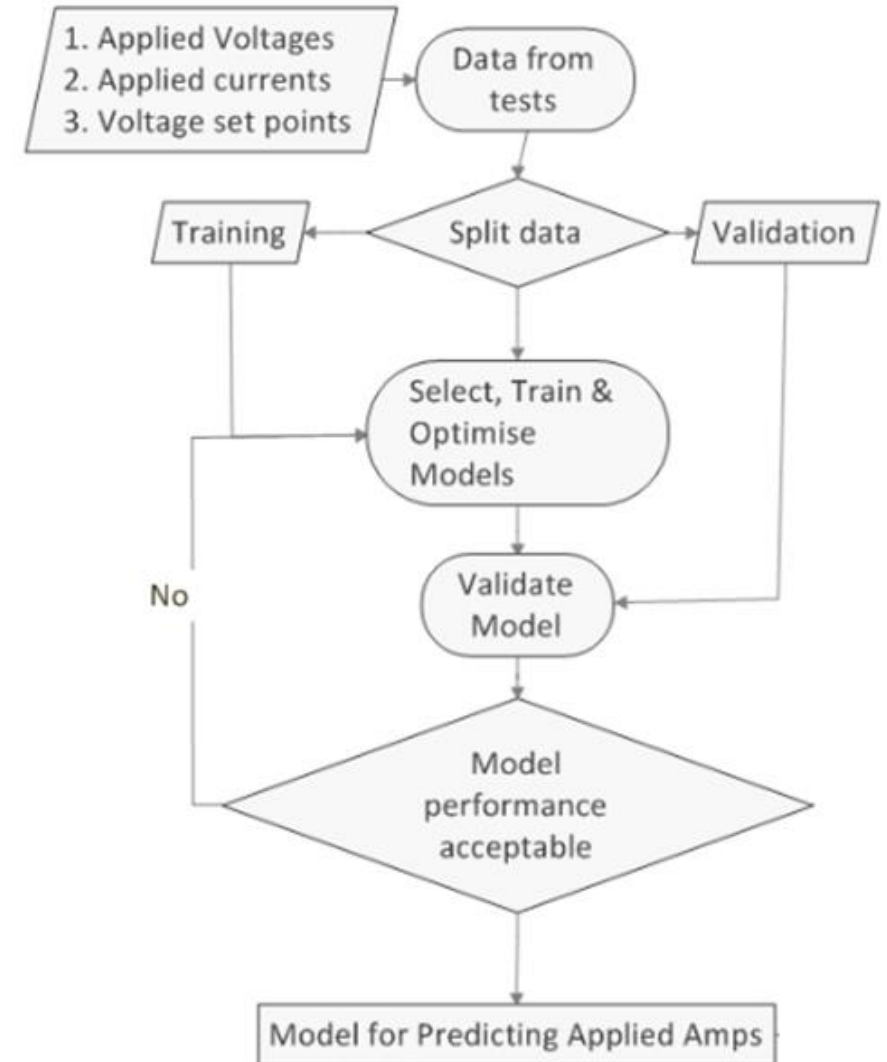 1. Applied Voltages
2. Applied currents
3. Voltage set points
Data from
tests
Training
Split data
Validation
Select, Train &
Optimise
Models
No
Validate
Model
Model
performance
acceptable
Model for Predicting Applied Amps